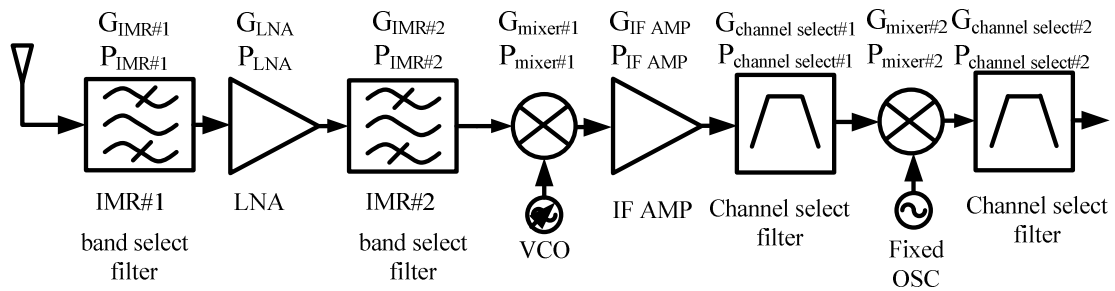 G_IMR#1 G_LNA G_IMR#2 G_mixer#1 G_IF AMP G_channel select#1 G_mixer#2 G_channel select#2
P_IMR#1 P_LNA P_IMR#2 P_mixer#1 P_IF AMP P_channel select#1 P_mixer#2 P_channel select#2
IMR#1
band select
filter
LNA
IMR#2
band select
filter
VCO
IF AMP
Channel select
filter
Fixed
OSC
Channel select
filter